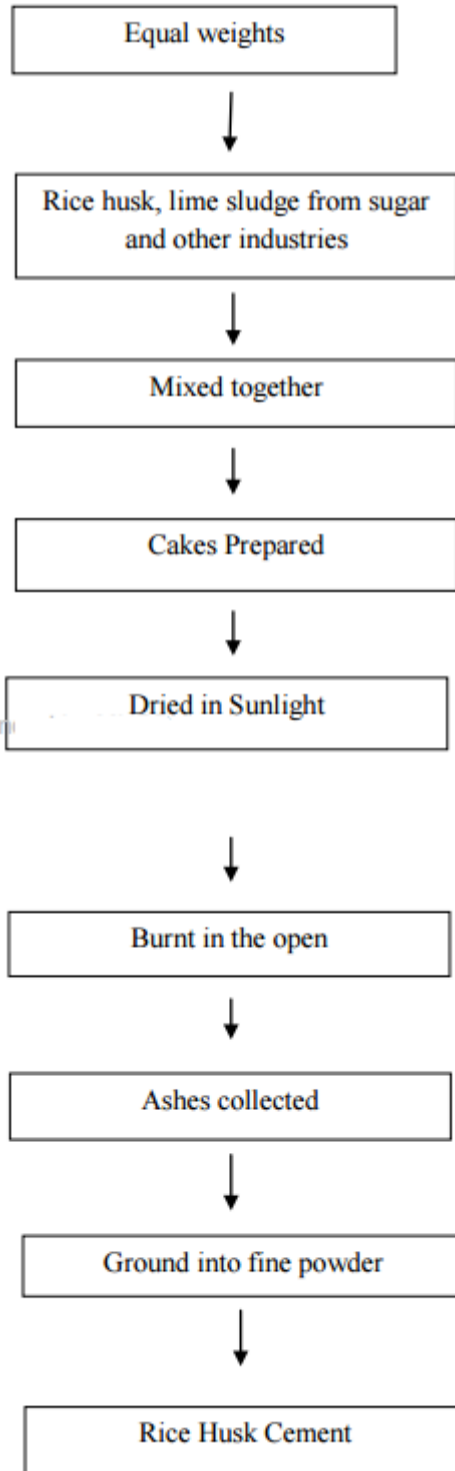 Equal weights
Rice husk, lime sludge from sugar
and other industries
Mixed together
Cakes Prepared
Dried in Sunlight
Burnt in the open
Ashes collected
Ground into fine powder
Rice Husk Cement